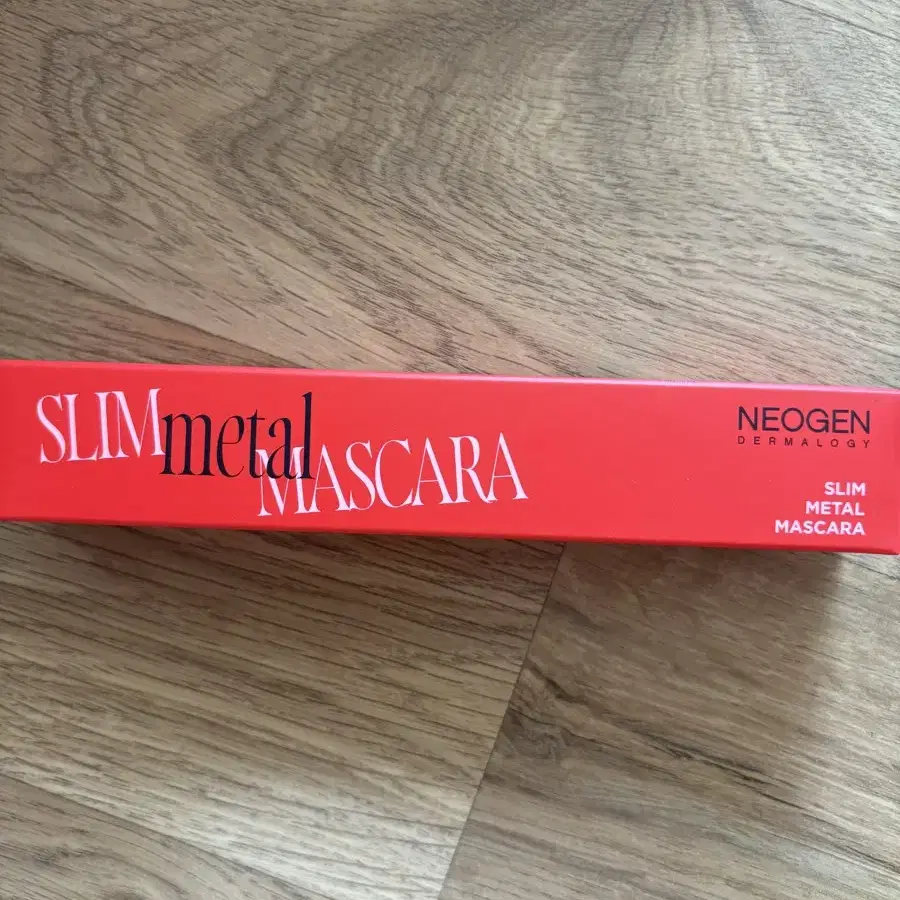 SLIM metal MASCARA
NEOGEN
DERMALOGY
SLIM
METAL
MASCARA